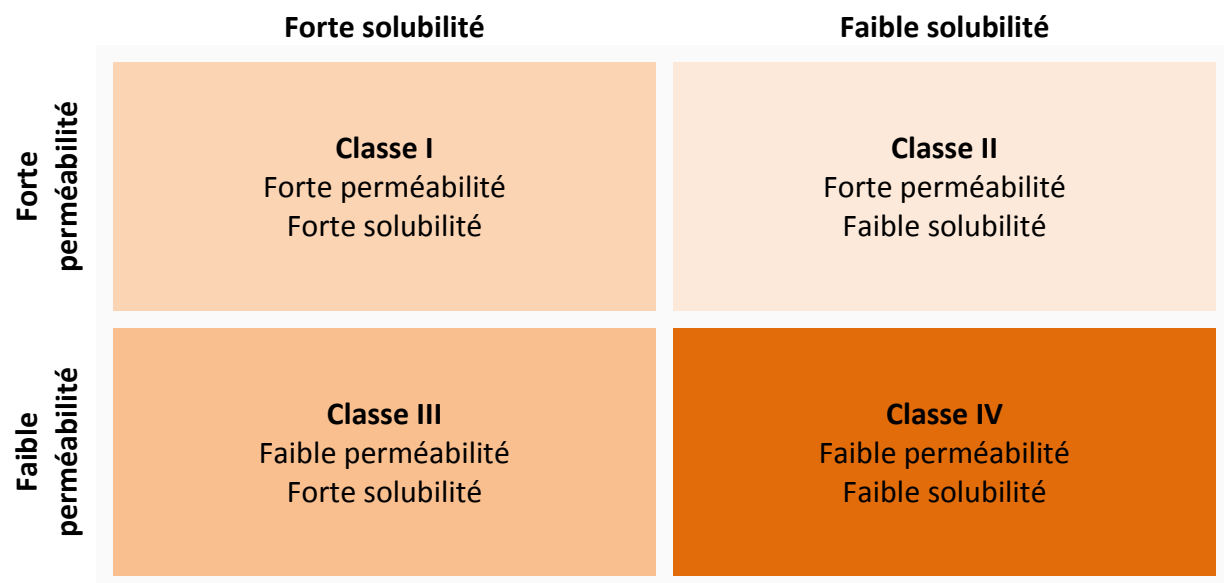 Forte solubilité
Faible solubilité
Forte
perméabilité
Classe I
Forte perméabilité
Forte solubilité
Classe II
Forte perméabilité
Faible solubilité
Faible
perméabilité
Classe III
Faible perméabilité
Forte solubilité
Classe IV
Faible perméabilité
Faible solubilité